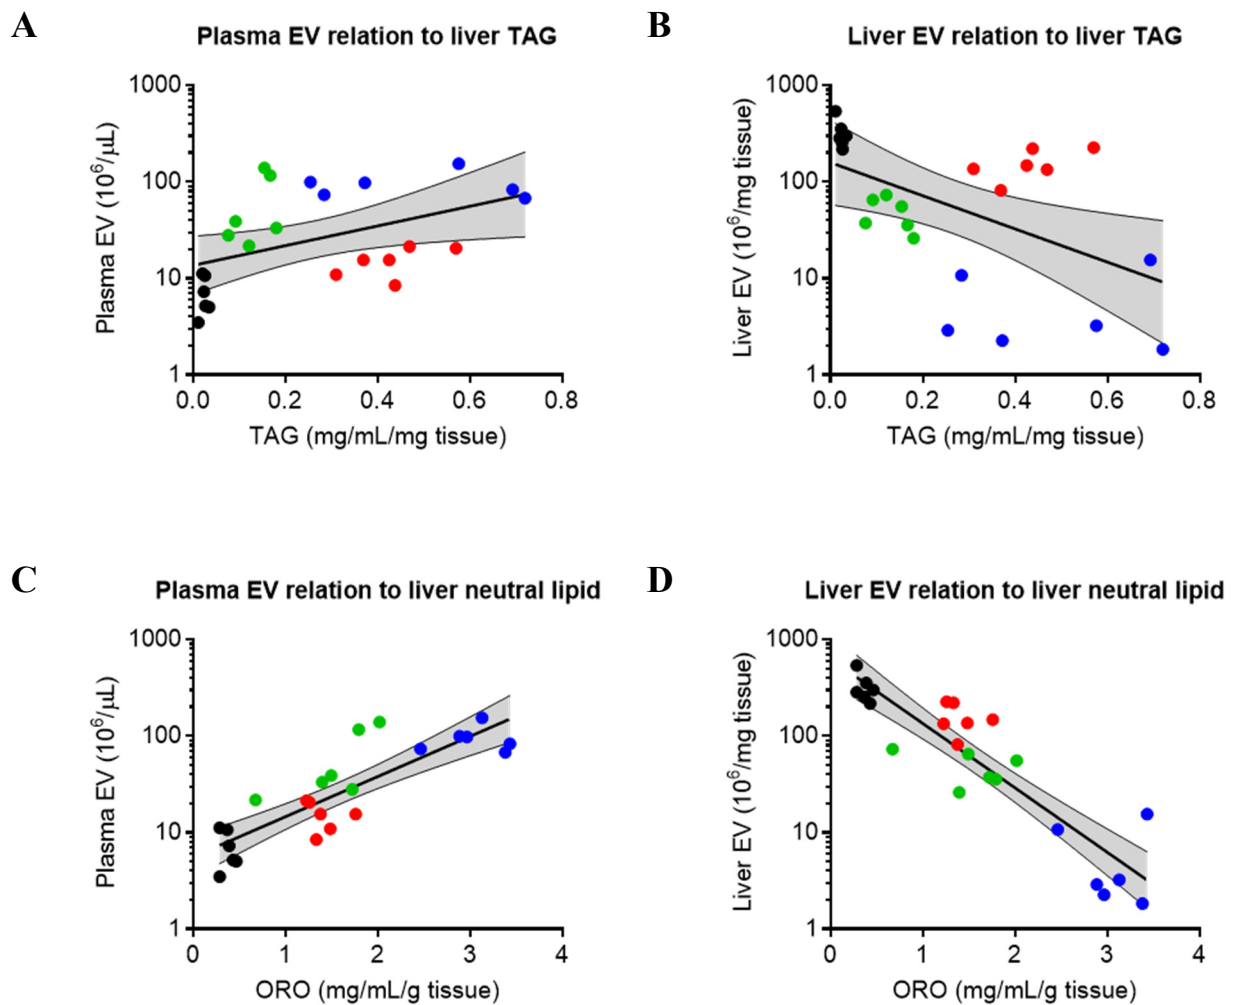 A
Plasma EV relation to liver TAG
Plasma EV (10⁶/μL)
1000
100
10
1
0.0 0.2 0.4 0.6 0.8
TAG (mg/mL/mg tissue)
B
Liver EV relation to liver TAG
Liver EV (10⁶/mg tissue)
1000
100
10
1
0.0 0.2 0.4 0.6 0.8
TAG (mg/mL/mg tissue)
C
Plasma EV relation to liver neutral lipid
Plasma EV (10⁶/μL)
1000
100
10
1
0 1 2 3 4
ORO (mg/mL/g tissue)
D
Liver EV relation to liver neutral lipid
Liver EV (10⁶/mg tissue)
1000
100
10
1
0 1 2 3 4
ORO (mg/mL/g tissue)